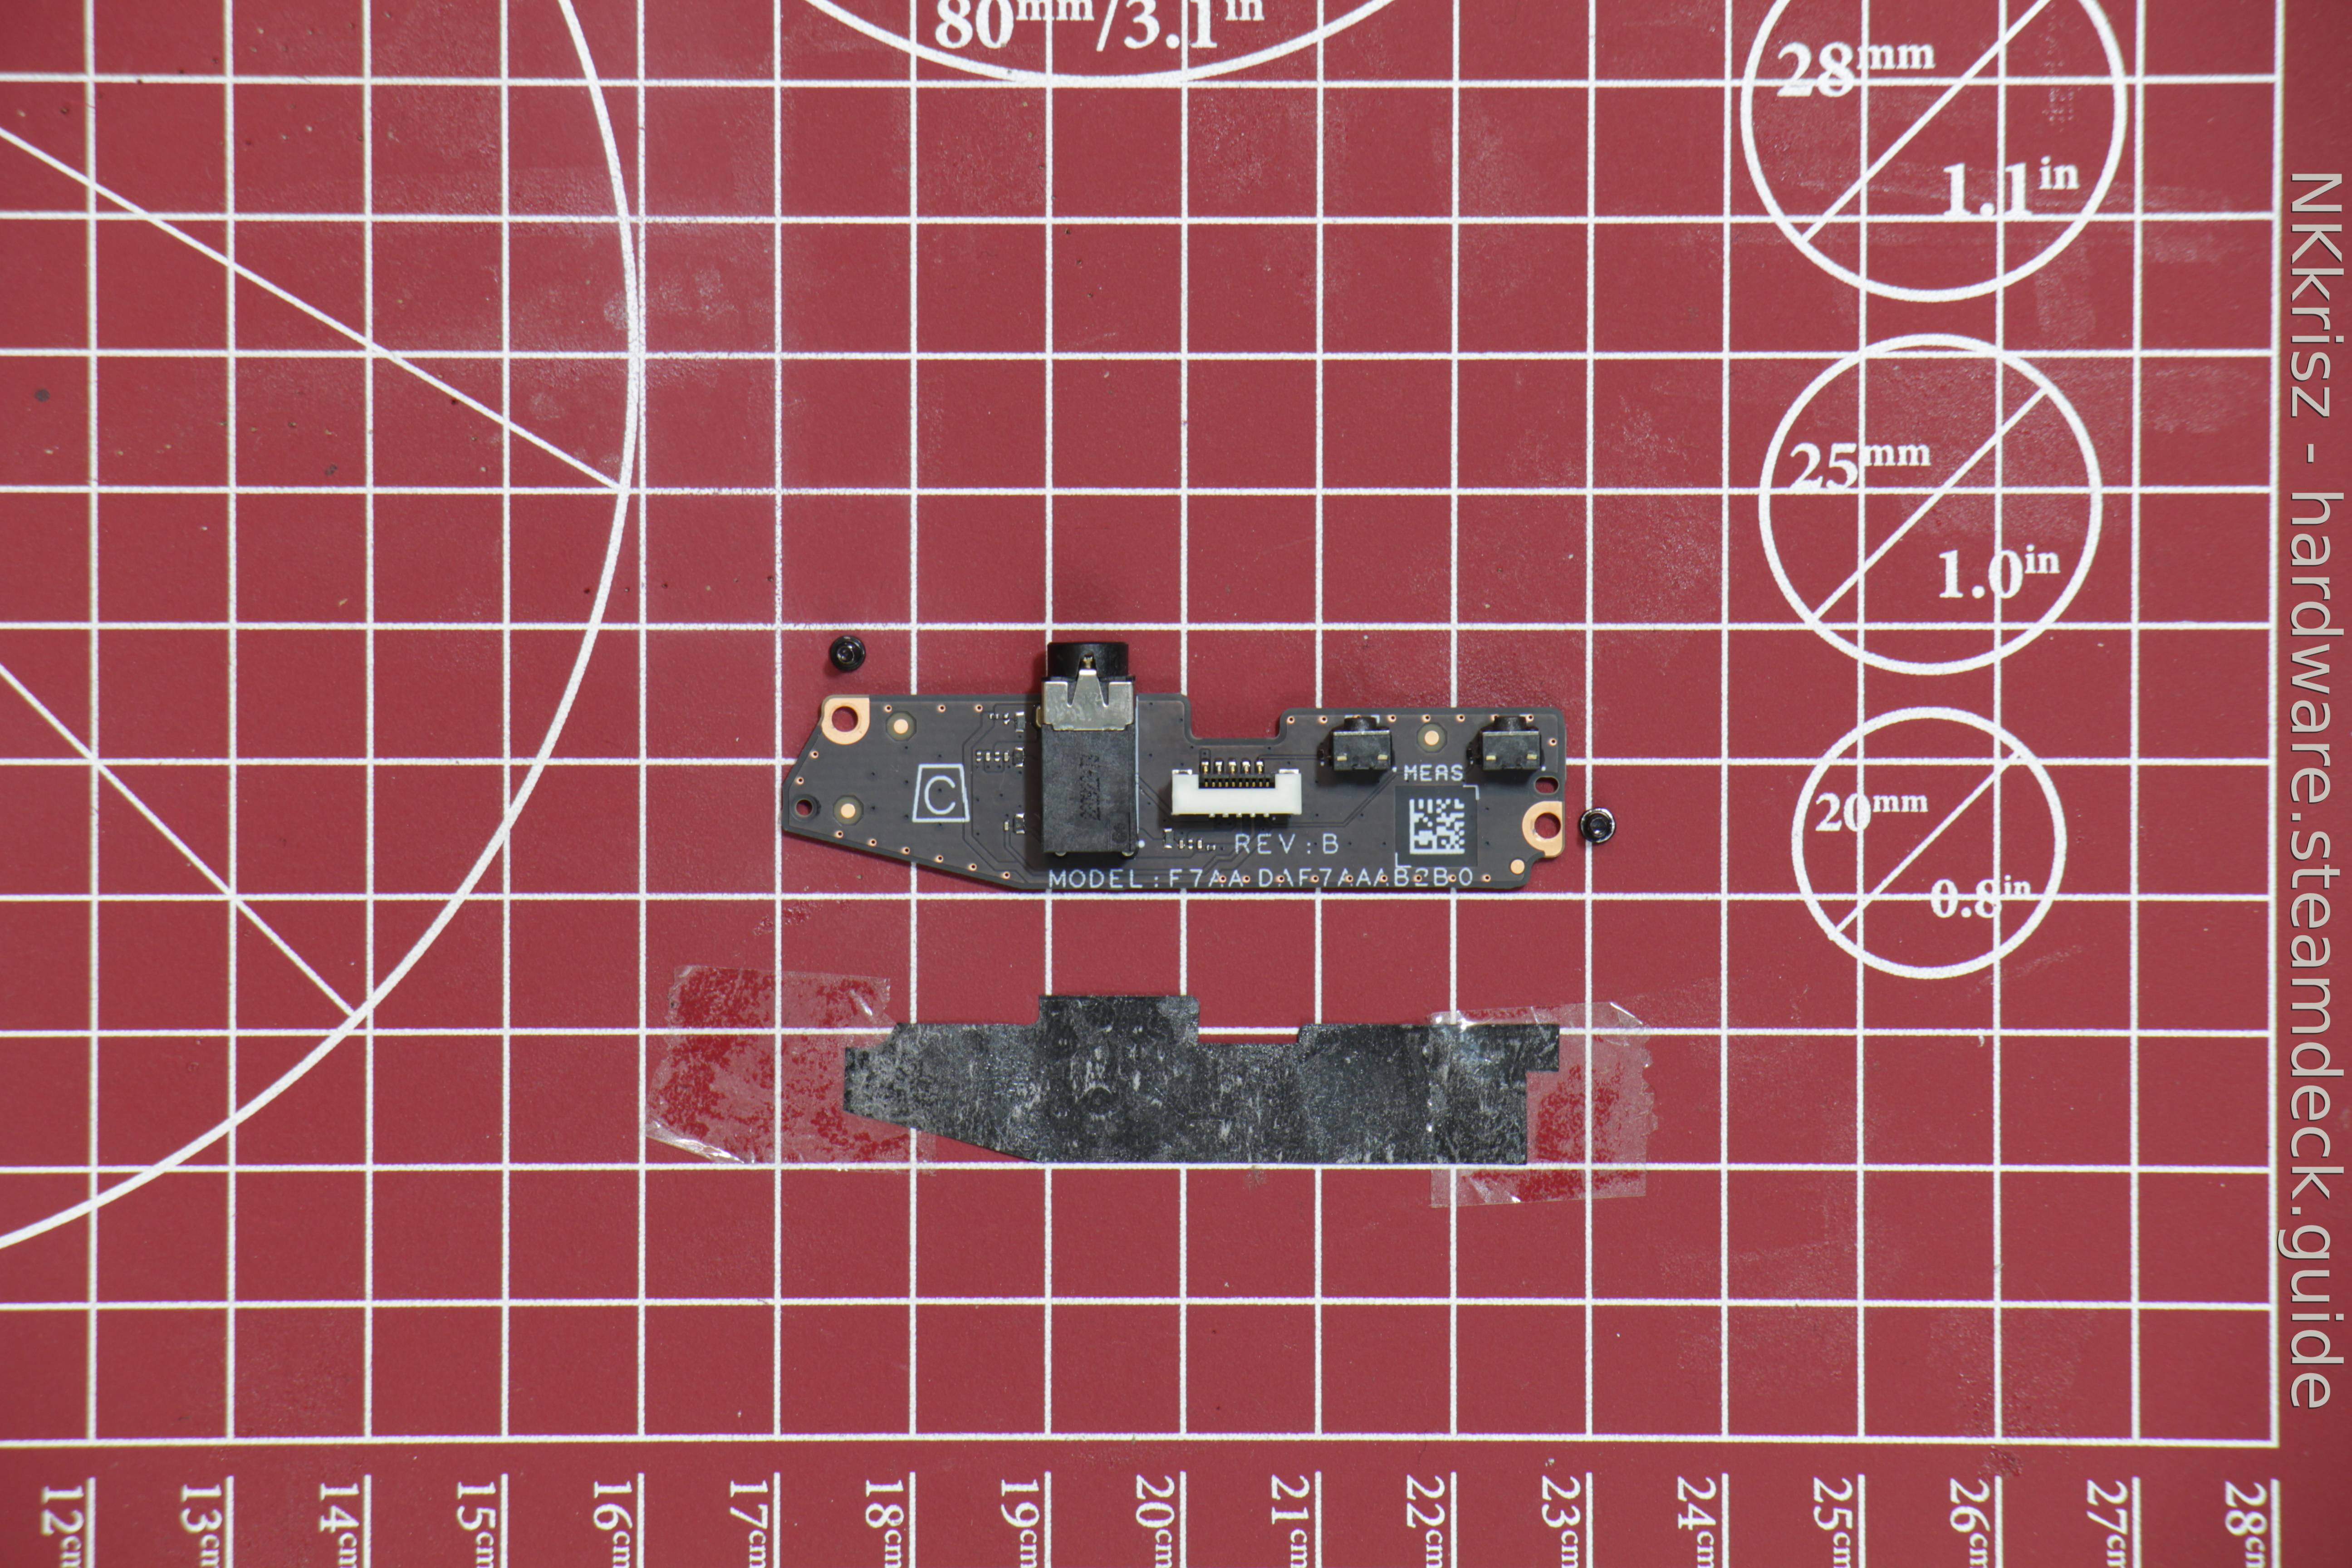 80mm/3.1in
28mm
1.1in
25mm
1.0in
20mm
0.8in
C
MEAS
REV:B
MODEL:F7AA DAF7AAAB2B0
12cm
13cm
14cm
15cm
16cm
17cm
18cm
19cm
20cm
21cm
22cm
23cm
24cm
25cm
26cm
27cm
28cm
NKkrisz - hardware.steamdeck.guide